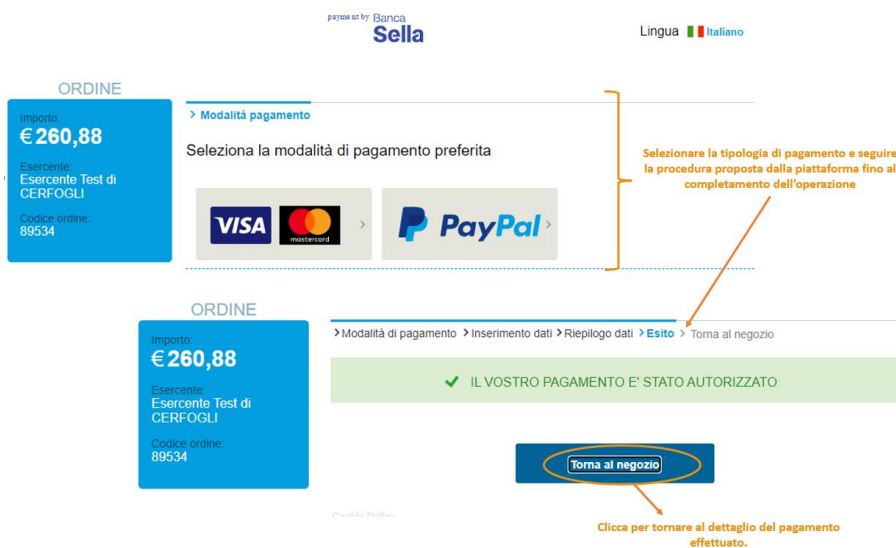 payment by Banca
Sella
Lingua Italiano
ORDINE
Importo:
€ 260,88
Esercente:
Esercente Test di
CERFOGLI
Codice ordine:
89534
> Modalità pagamento
Seleziona la modalità di pagamento preferita
VISA
mastercard
>
PayPal
>
Selezionare la tipologia di pagamento e seguire
la procedura proposta dalla piattaforma fino al
completamento dell'operazione
ORDINE
Importo:
€ 260,88
Esercente:
Esercente Test di
CERFOGLI
Codice ordine:
89534
> Modalità di pagamento > Inserimento dati > Riepilogo dati > Esito > Torna al negozio
IL VOSTRO PAGAMENTO E' STATO AUTORIZZATO
Torna al negozio
Cookie Policy
Clicca per tornare al dettaglio del pagamento
effettuato.